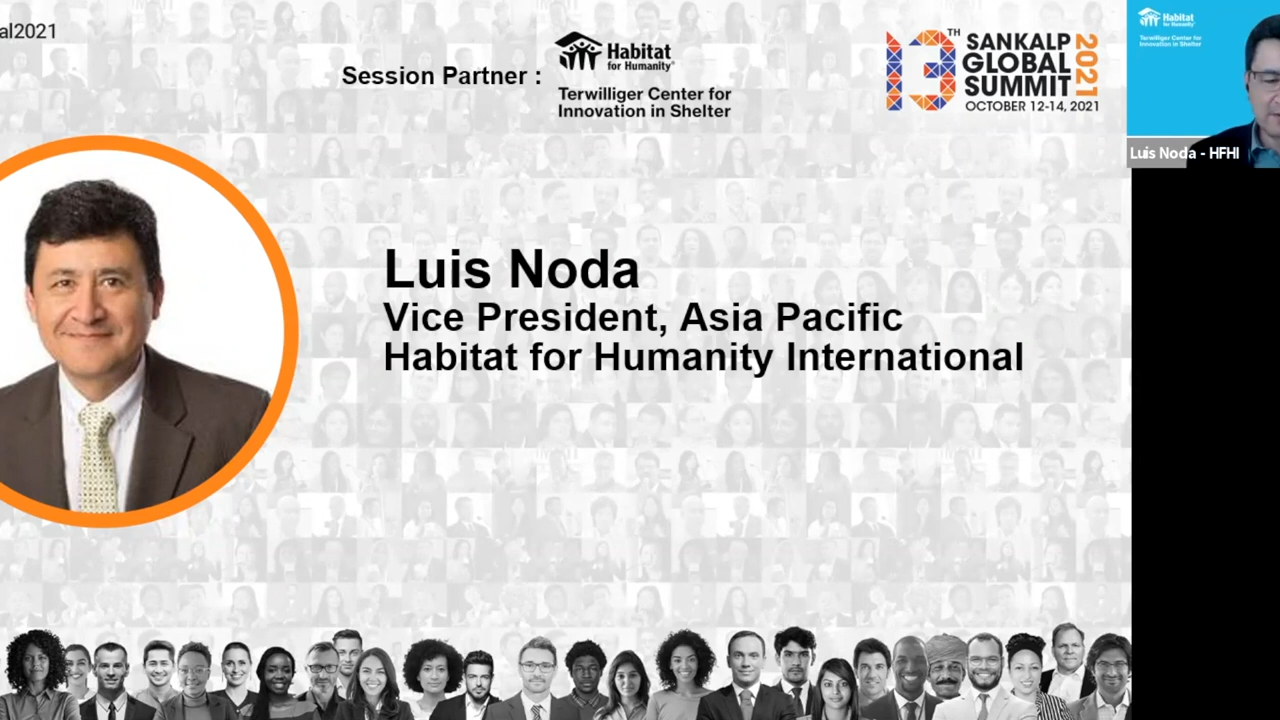 al2021
Session Partner :
Habitat
for Humanity®
Terwilliger Center for
Innovation in Shelter
13TH
SANKALP
GLOBAL
SUMMIT
2021
OCTOBER 12-14, 2021
Habitat
for Humanity
Terwilliger Center for
Innovation in Shelter
Luis Noda - HFHI
Luis Noda
Vice President, Asia Pacific
Habitat for Humanity International